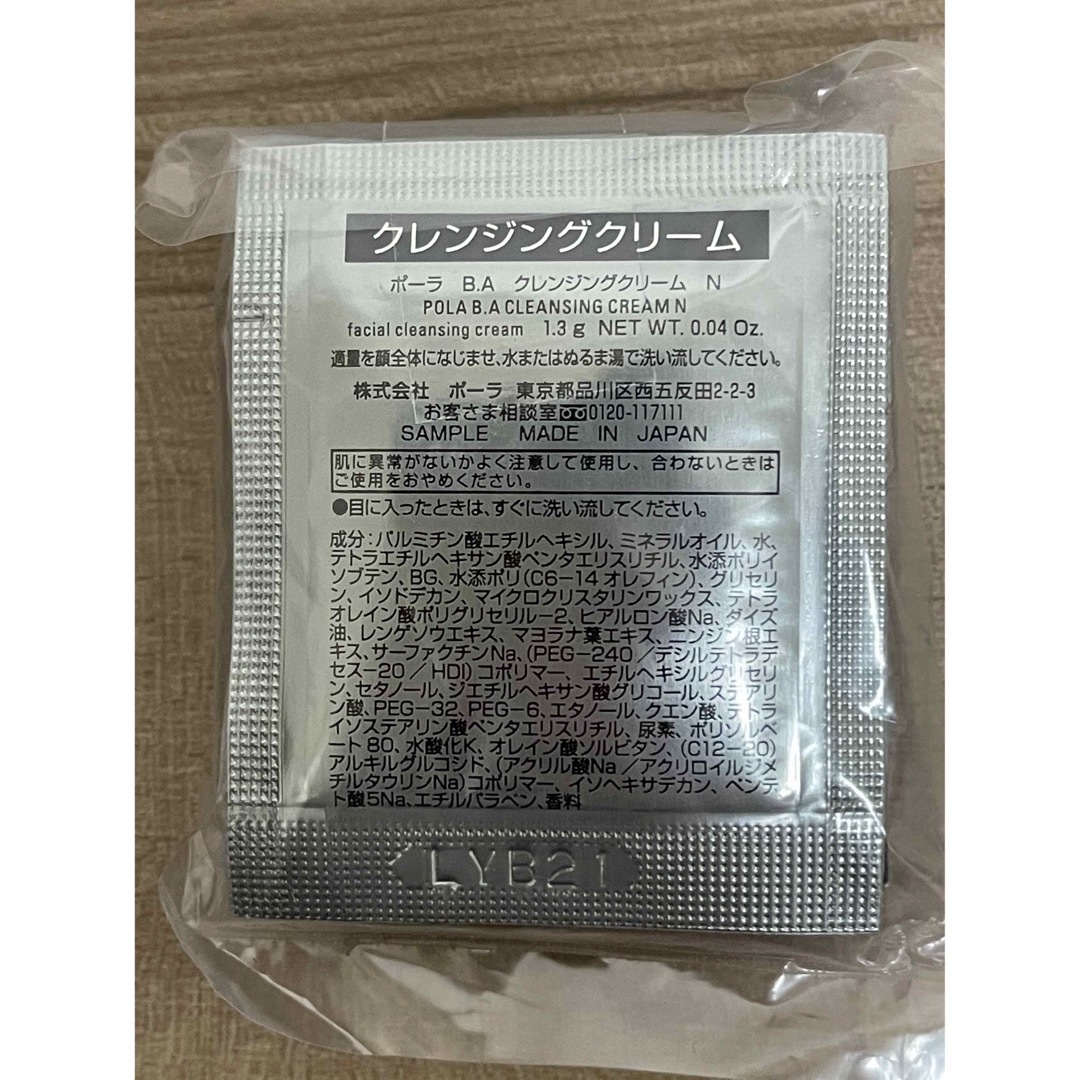 クレンジングクリーム
ポーラ B.A クレンジングクリーム N
POLA B.A CLEANSING CREAM N
facial cleansing cream 1.3 g NET WT. 0.04 Oz.
適量を顔全体になじませ、水またはぬるま湯で洗い流してください。
株式会社 ポーラ 東京都品川区西五反田2-2-3
お客さま相談室0120-117111
SAMPLE MADE IN JAPAN
肌に異常がないかよく注意して使用し、合わないときは
ご使用をおやめください。
●目に入ったときは、すぐに洗い流してください。
成分：パルミチン酸エチルヘキシル、ミネラルオイル、水、
テトラエチルヘキサン酸ペンタエリスリチル、水添ポリイ
ソブテン、BG、水添ポリ（C6－14オレフィン）、グリセリ
ン、イソドデカン、マイクロクリスタリンワックス、テトラ
オレイン酸ポリグリセリル－2、ヒアルロン酸Na、ダイズ
油、レンゲソウエキス、マヨラナ葉エキス、ニンジン根エ
キス、サーファクチンNa、（PEG－240／デシルテトラデ
セス－20／HDI）コポリマー、エチルヘキシルグリセリ
ン、セタノール、ジエチルヘキサン酸グリコール、ステアリ
ン酸、PEG－32、PEG－6、エタノール、クエン酸、テトラ
イソステアリン酸ペンタエリスリチル、尿素、ポリソルベ
ート80、水酸化K、オレイン酸ソルビタン、（C12－20）
アルキルグルコシド、（アクリル酸Na／アクリロイルジメ
チルタウリンNa）コポリマー、イソヘキサデカン、ペンテ
ト酸5Na、エチルパラベン、香料
LYB21